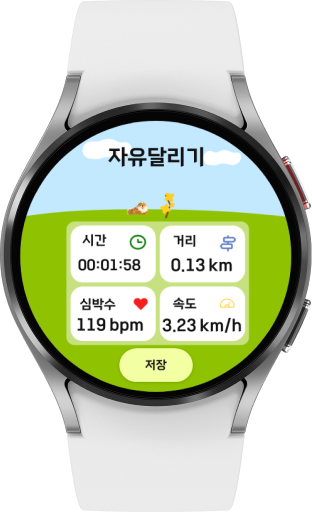 자유달리기
시간
00:01:58
거리
0.13 km
심박수
119 bpm
속도
3.23 km/h
저장